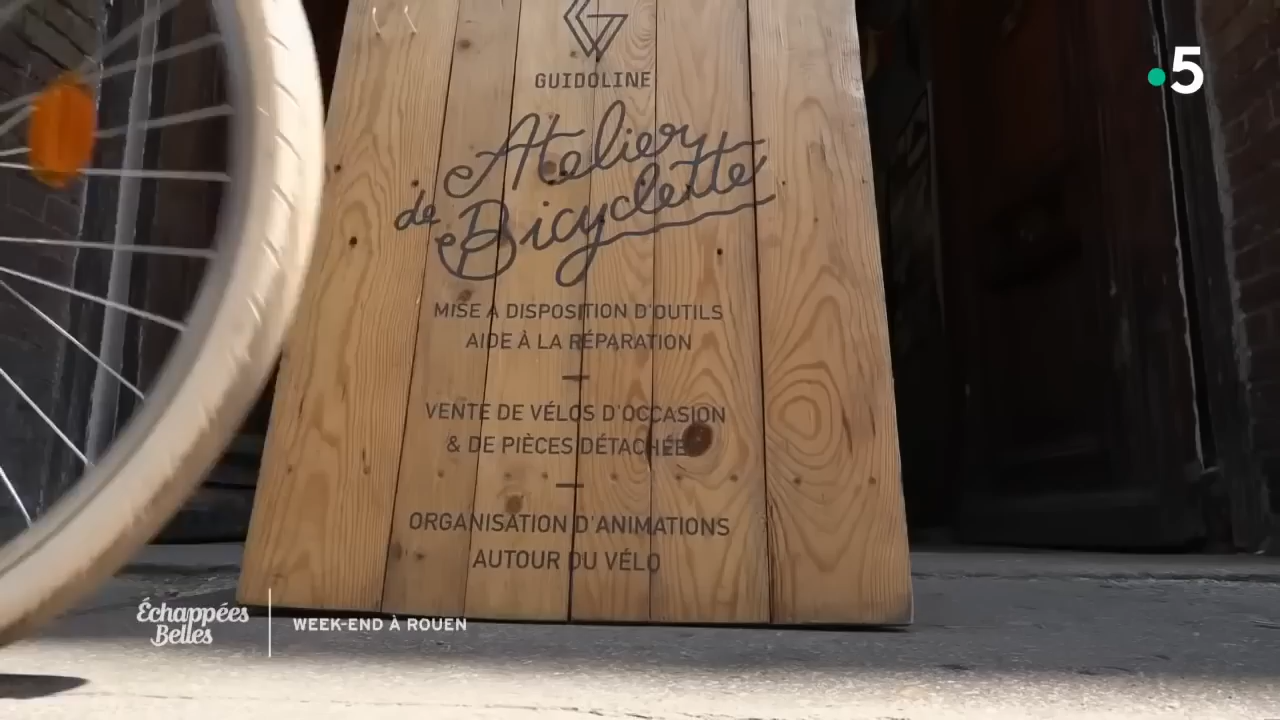 GUIDOLINE
Atelier
de Bicyclette
MISE À DISPOSITION D'OUTILS
AIDE À LA RÉPARATION
VENTE DE VÉLOS D'OCCASION
& DE PIÈCES DÉTACHÉES
ORGANISATION D'ANIMATIONS
AUTOUR DU VÉLO
5
Échappées
Belles
WEEK-END À ROUEN